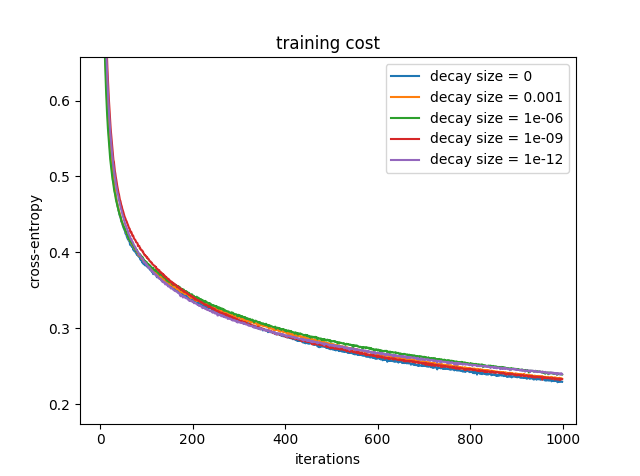 training cost
cross-entropy
0.6
0.5
0.4
0.3
0.2
decay size = 0
decay size = 0.001
decay size = 1e-06
decay size = 1e-09
decay size = 1e-12
0
200
400
600
800
1000
iterations